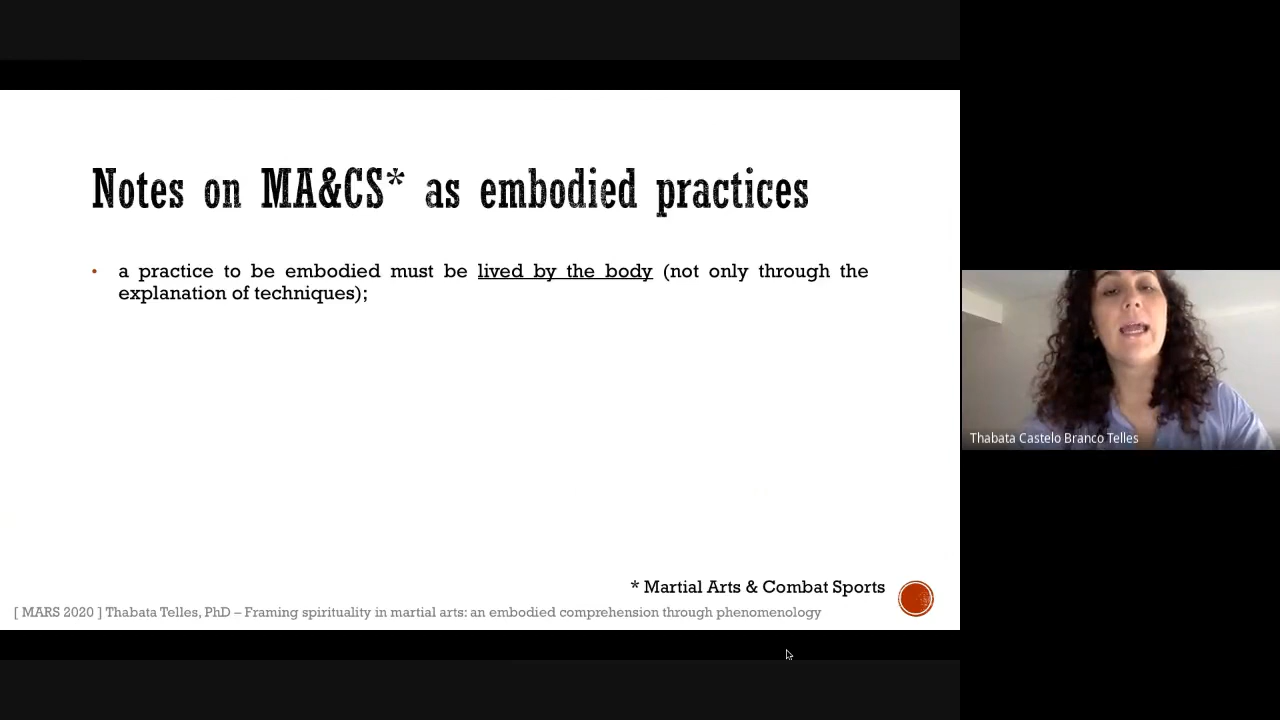 Notes on MA&CS* as embodied practices
• a practice to be embodied must be lived by the body (not only through the
explanation of techniques);
* Martial Arts & Combat Sports
[ MARS 2020 ] Thabata Telles, PhD – Framing spirituality in martial arts: an embodied comprehension through phenomenology
Thabata Castelo Branco Telles